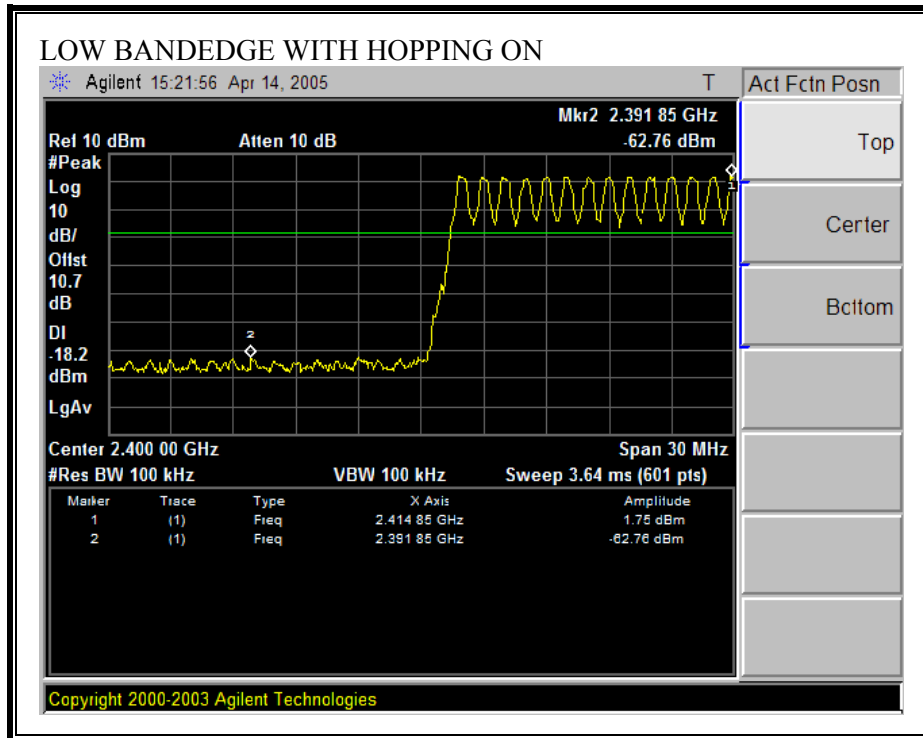 LOW BANDEDGE WITH HOPPING ON
Agilent 15:21:56 Apr 14, 2005 T
Act Fctn Posn
Mkr2 2.391 85 GHz
Ref 10 dBm Atten 10 dB -62.76 dBm
#Peak
Log
10
dB/
Offst
10.7
dB
DI
-18.2
dBm
LgAv
1
2
Center 2.400 00 GHz Span 30 MHz
#Res BW 100 kHz VBW 100 kHz Sweep 3.64 ms (601 pts)
Marker Trace Type X Axis Amplitude
1 (1) Freq 2.414 85 GHz 1.75 dBm
2 (1) Freq 2.391 85 GHz -62.76 dBm
Top
Center
Bottom
Copyright 2000-2003 Agilent Technologies